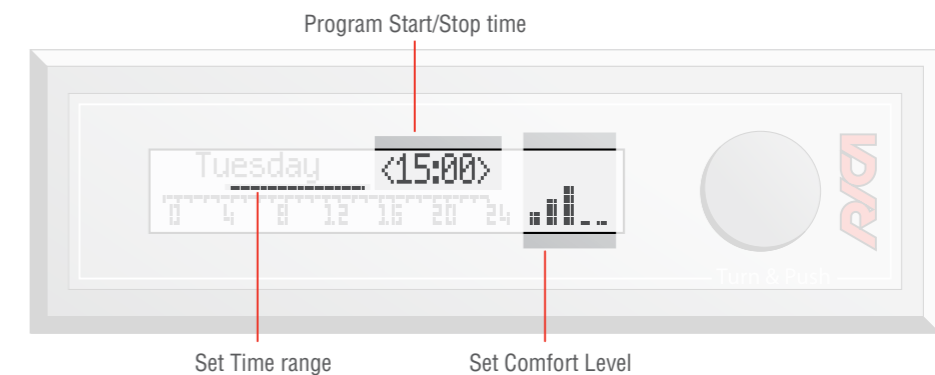 Program Start/Stop time
Tuesday <15:00>
0 4 8 12 16 20 24
RIKA
Turn & Push
Set Time range
Set Comfort Level